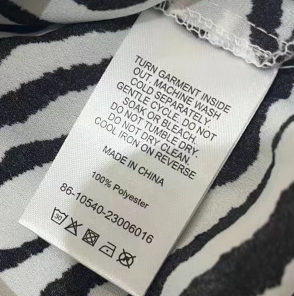 TURN GARMENT INSIDE
OUT. MACHINE WASH
COLD SEPARATELY
GENTLE CYCLE. DO NOT
SOAK OR BLEACH.
DO NOT TUMBLE DRY.
DO NOT DRY CLEAN.
COOL IRON ON REVERSE
MADE IN CHINA
100% Polyester
86-10540-23006016